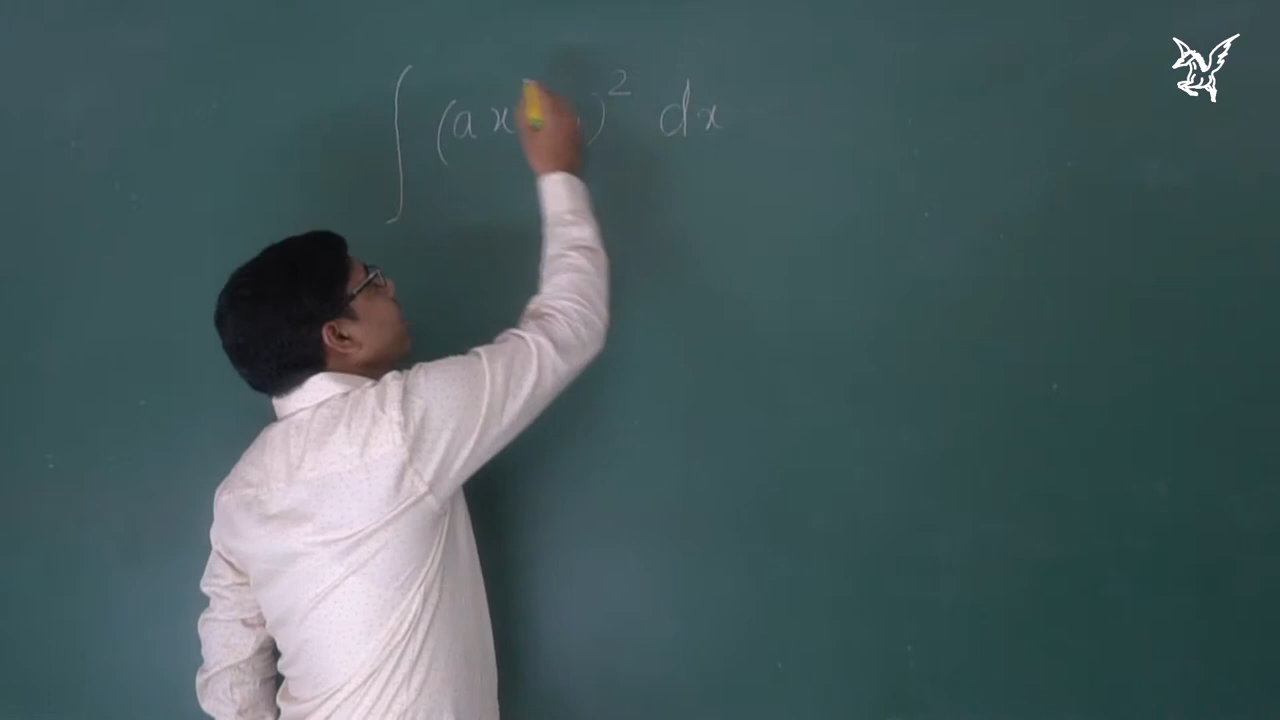 ∫ (ax )² dx